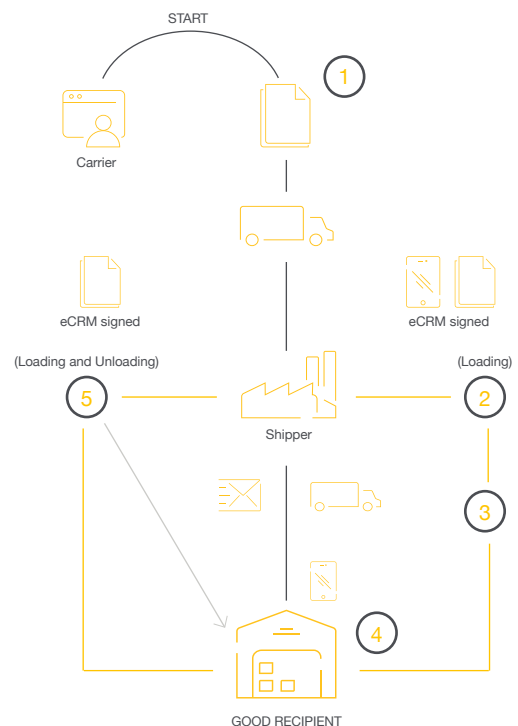 START
1
Carrier
eCRM signed
eCRM signed
(Loading and Unloading)
(Loading)
5
2
Shipper
3
4
GOOD RECIPIENT